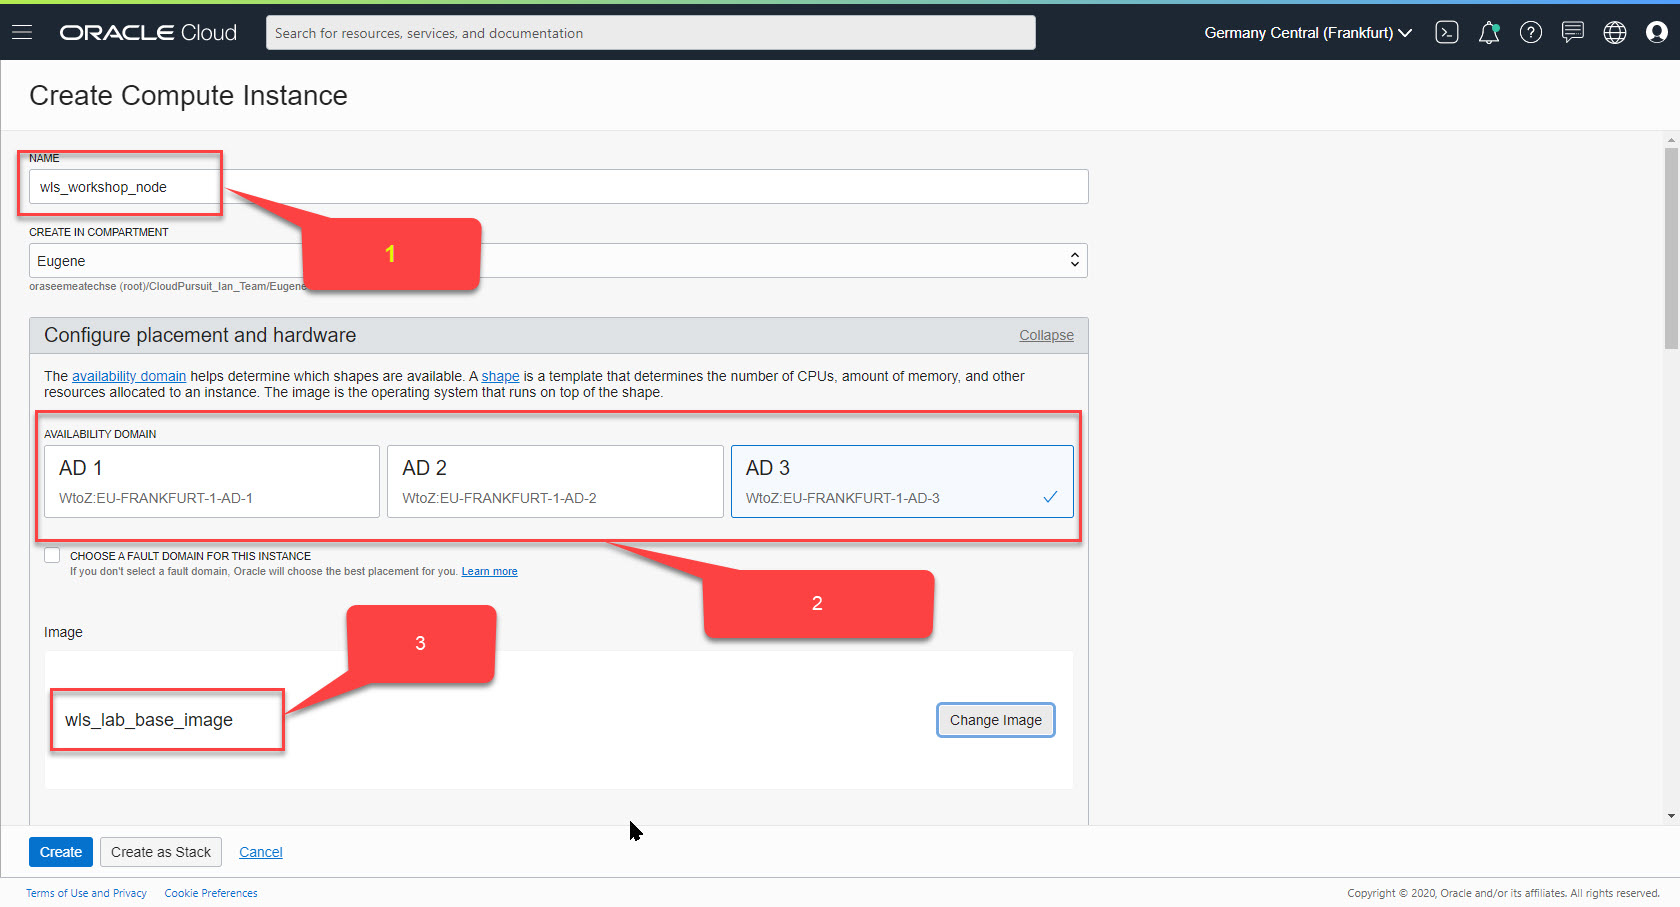 ORACLE Cloud
Search for resources, services, and documentation
Germany Central (Frankfurt)
Create Compute Instance
NAME
wls_workshop_node
1
CREATE IN COMPARTMENT
Eugene
oraseemeatechse (root)/CloudPursuit_Ian_Team/Eugene
Configure placement and hardware
Collapse
The availability domain helps determine which shapes are available. A shape is a template that determines the number of CPUs, amount of memory, and other
resources allocated to an instance. The image is the operating system that runs on top of the shape.
AVAILABILITY DOMAIN
AD 1
WtoZ:EU-FRANKFURT-1-AD-1
AD 2
WtoZ:EU-FRANKFURT-1-AD-2
AD 3
WtoZ:EU-FRANKFURT-1-AD-3
CHOOSE A FAULT DOMAIN FOR THIS INSTANCE
If you don't select a fault domain, Oracle will choose the best placement for you. Learn more
2
Image
3
wls_lab_base_image
Change Image
Create
Create as Stack
Cancel
Terms of Use and Privacy
Cookie Preferences
Copyright © 2020, Oracle and/or its affiliates. All rights reserved.